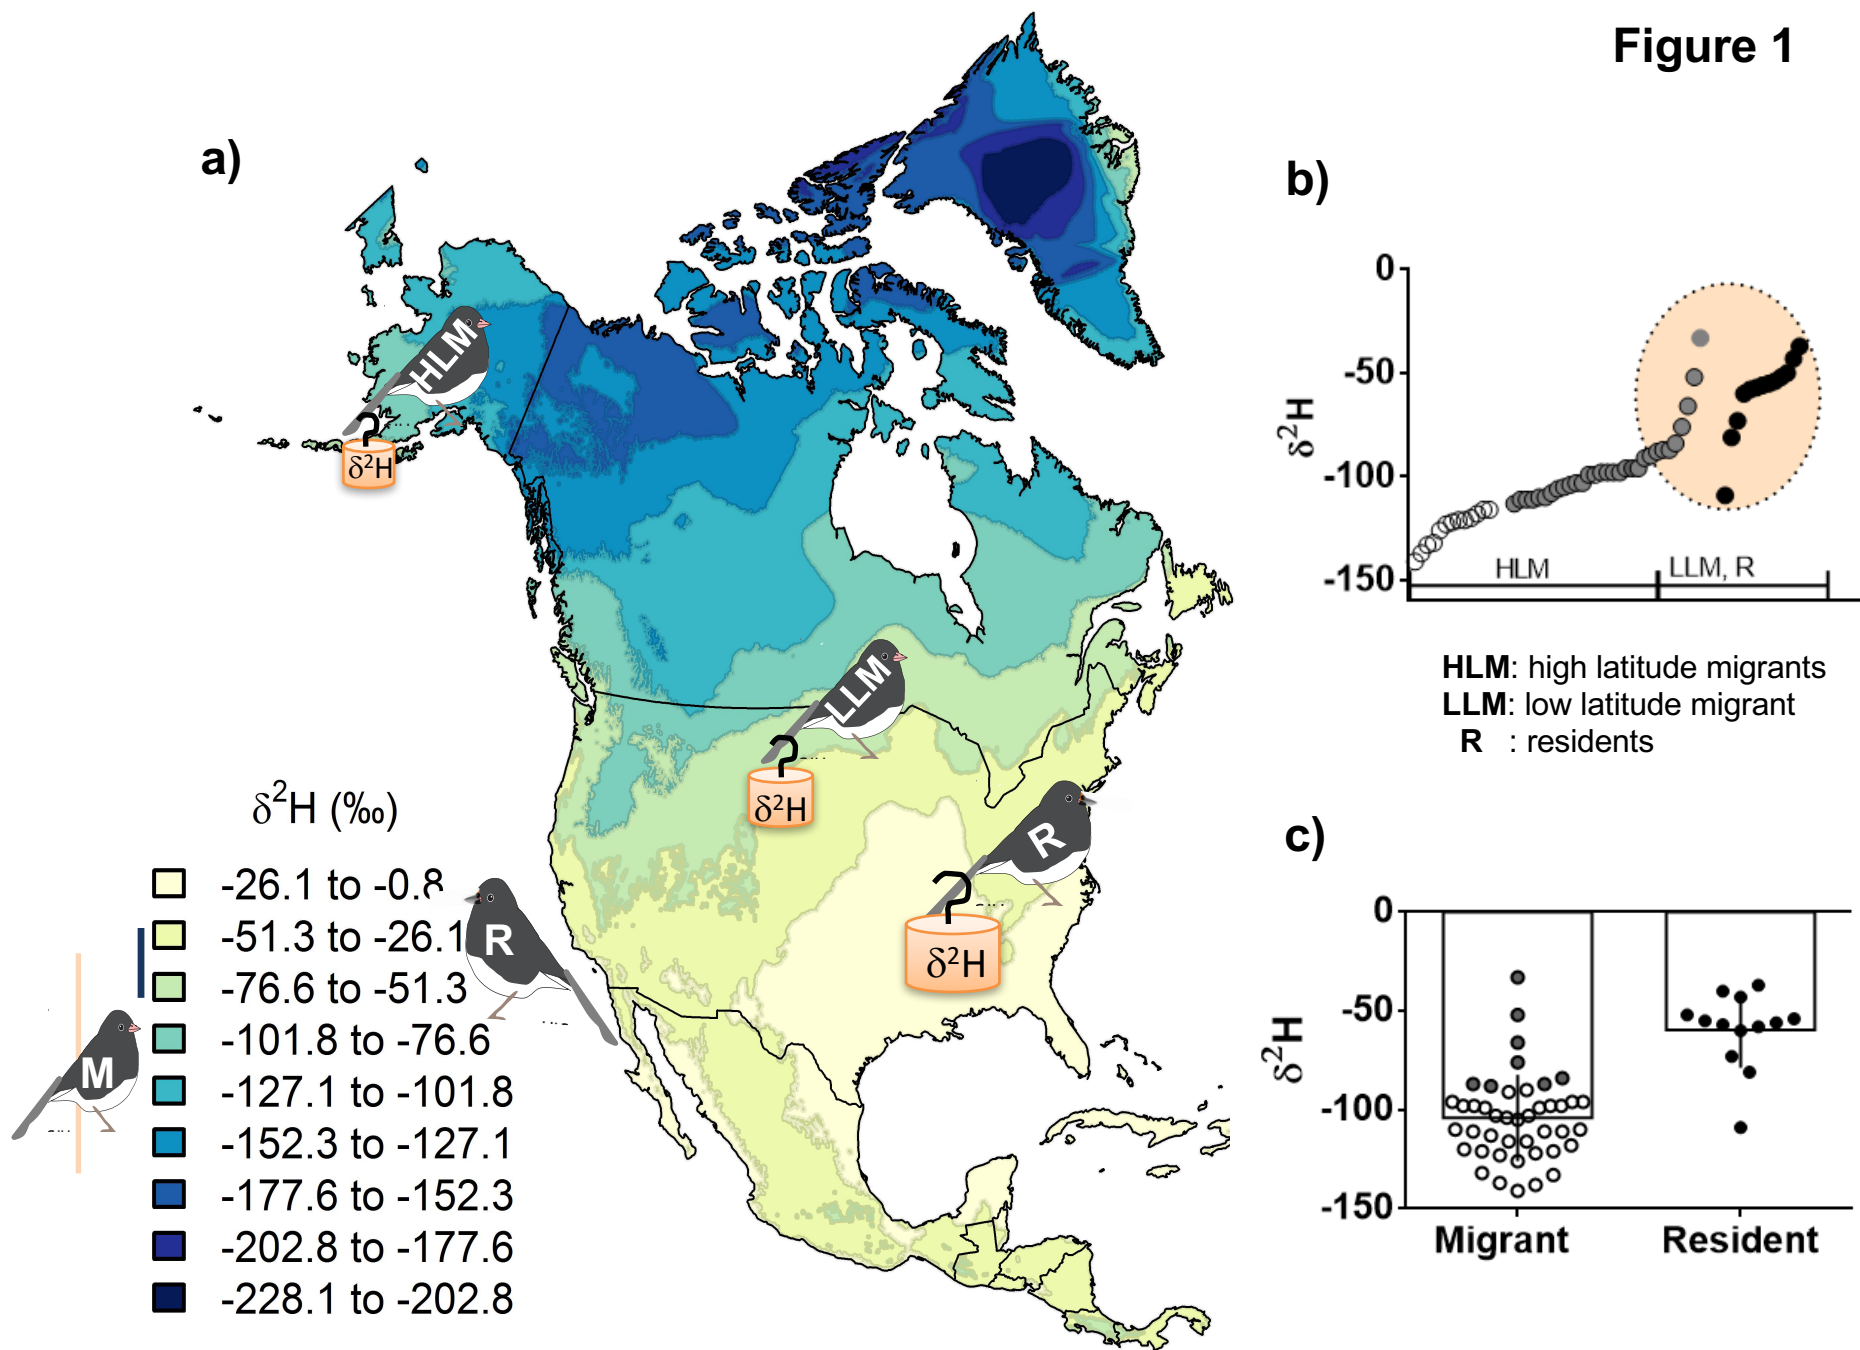 Figure 1
a)
HLM
δ²H
LLM
δ²H
R
δ²H
R
M
δ²H (‰)
-26.1 to -0.8
-51.3 to -26.1
-76.6 to -51.3
-101.8 to -76.6
-127.1 to -101.8
-152.3 to -127.1
-177.6 to -152.3
-202.8 to -177.6
-228.1 to -202.8
b)
0
-50
-100
-150
δ²H
HLM
LLM, R
HLM: high latitude migrants
LLM: low latitude migrant
R : residents
c)
0
-50
-100
-150
δ²H
Migrant
Resident